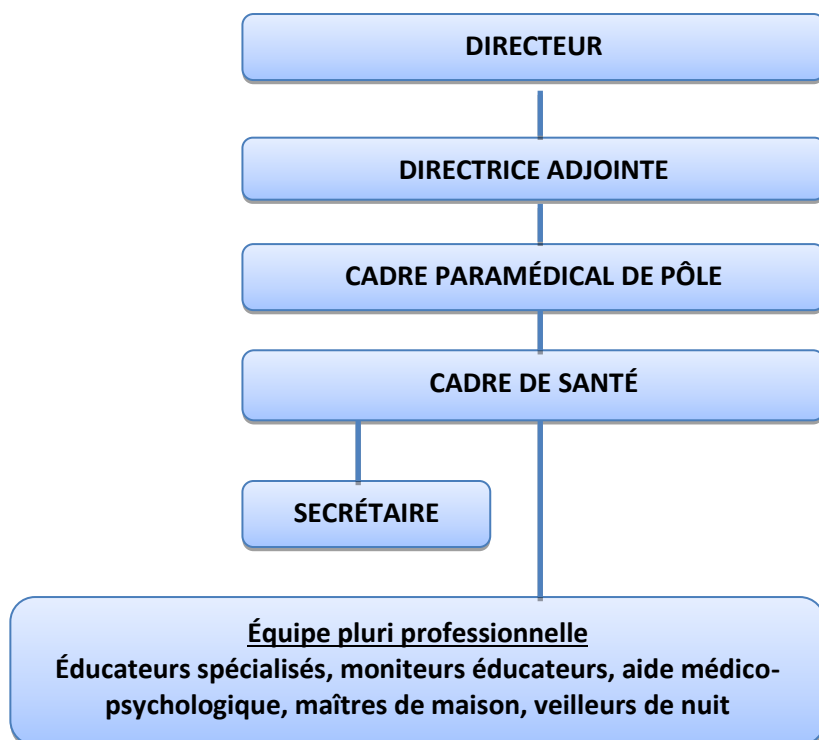 DIRECTEUR
DIRECTRICE ADJOINTE
CADRE PARAMÉDICAL DE PÔLE
CADRE DE SANTÉ
SECRÉTAIRE
Équipe pluri professionnelle
Éducateurs spécialisés, moniteurs éducateurs, aide médico-
psychologique, maîtres de maison, veilleurs de nuit